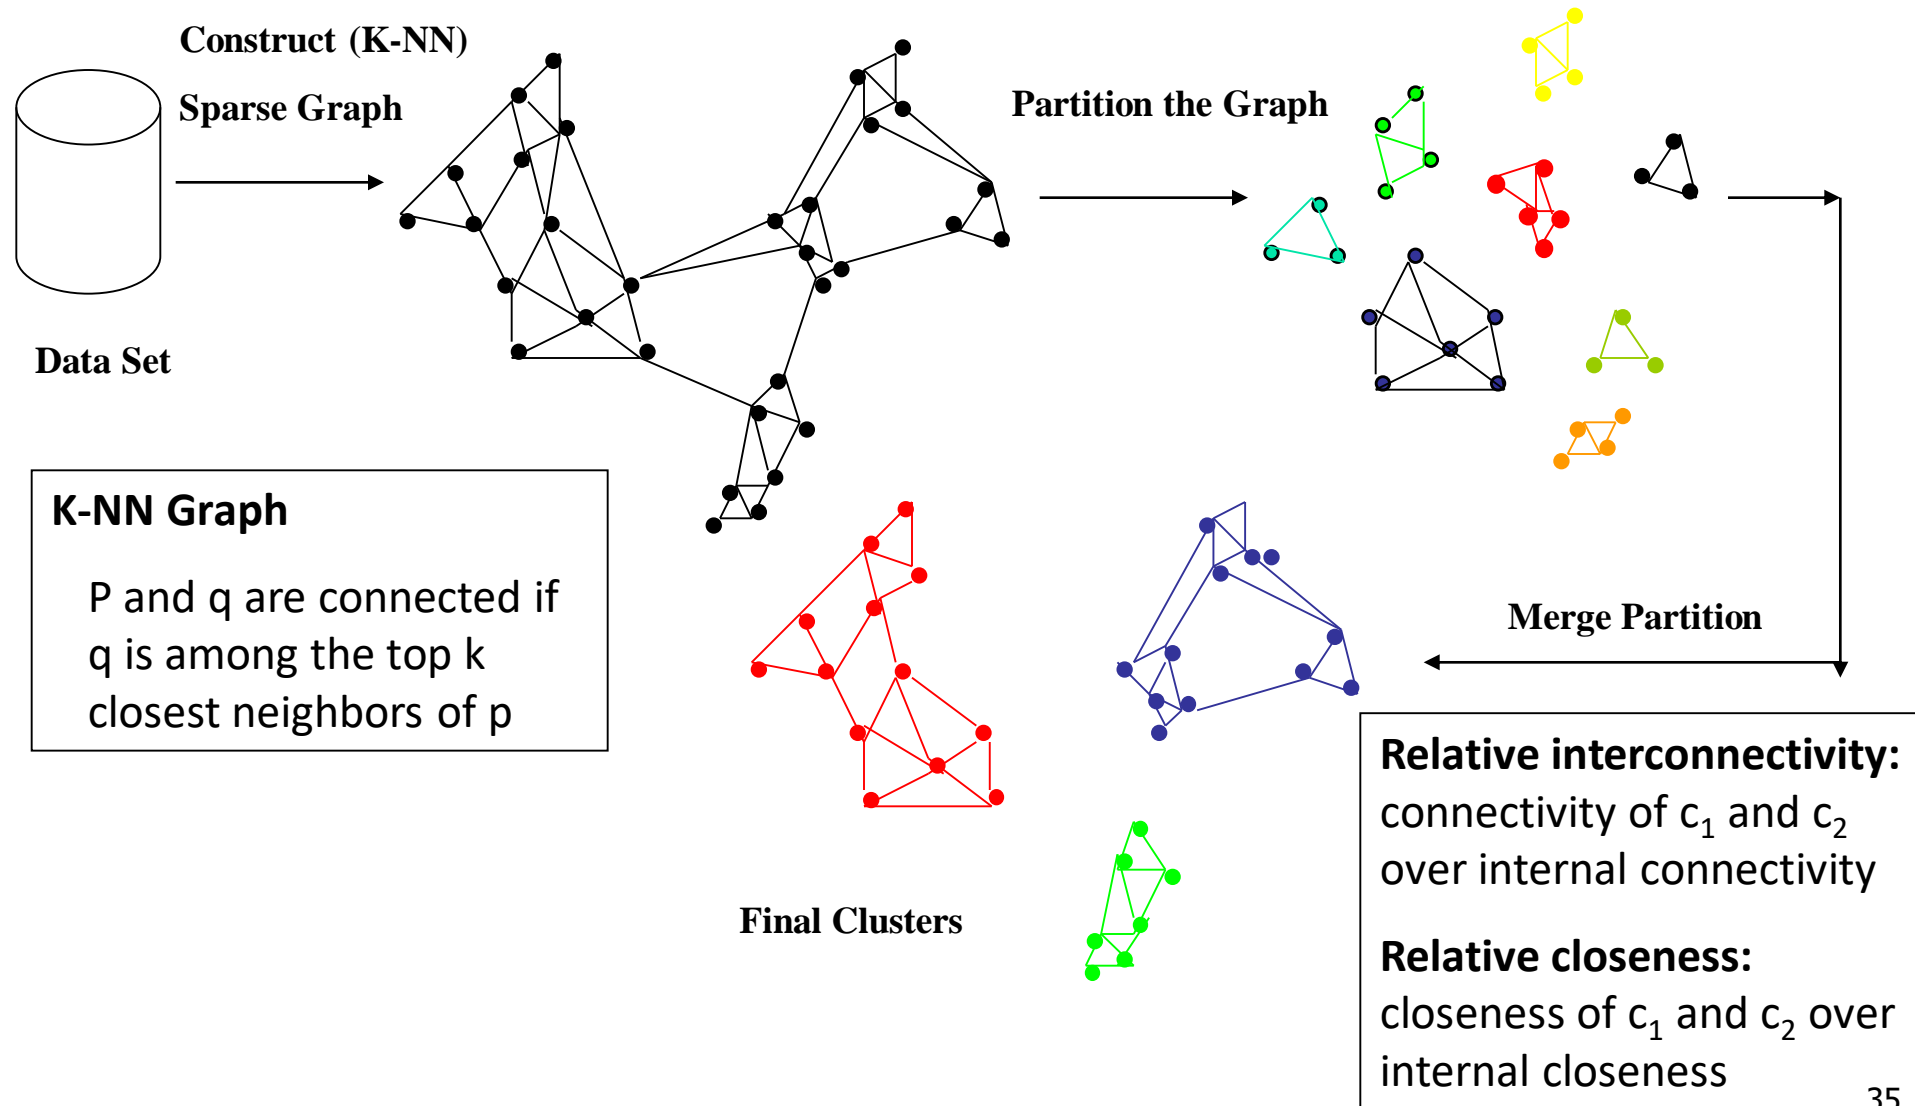 Construct (K-NN)
Sparse Graph
Data Set
Partition the Graph
K-NN Graph
P and q are connected if
q is among the top k
closest neighbors of p
Merge Partition
Final Clusters
Relative interconnectivity:
connectivity of c₁ and c₂
over internal connectivity
Relative closeness:
closeness of c₁ and c₂ over
internal closeness
35